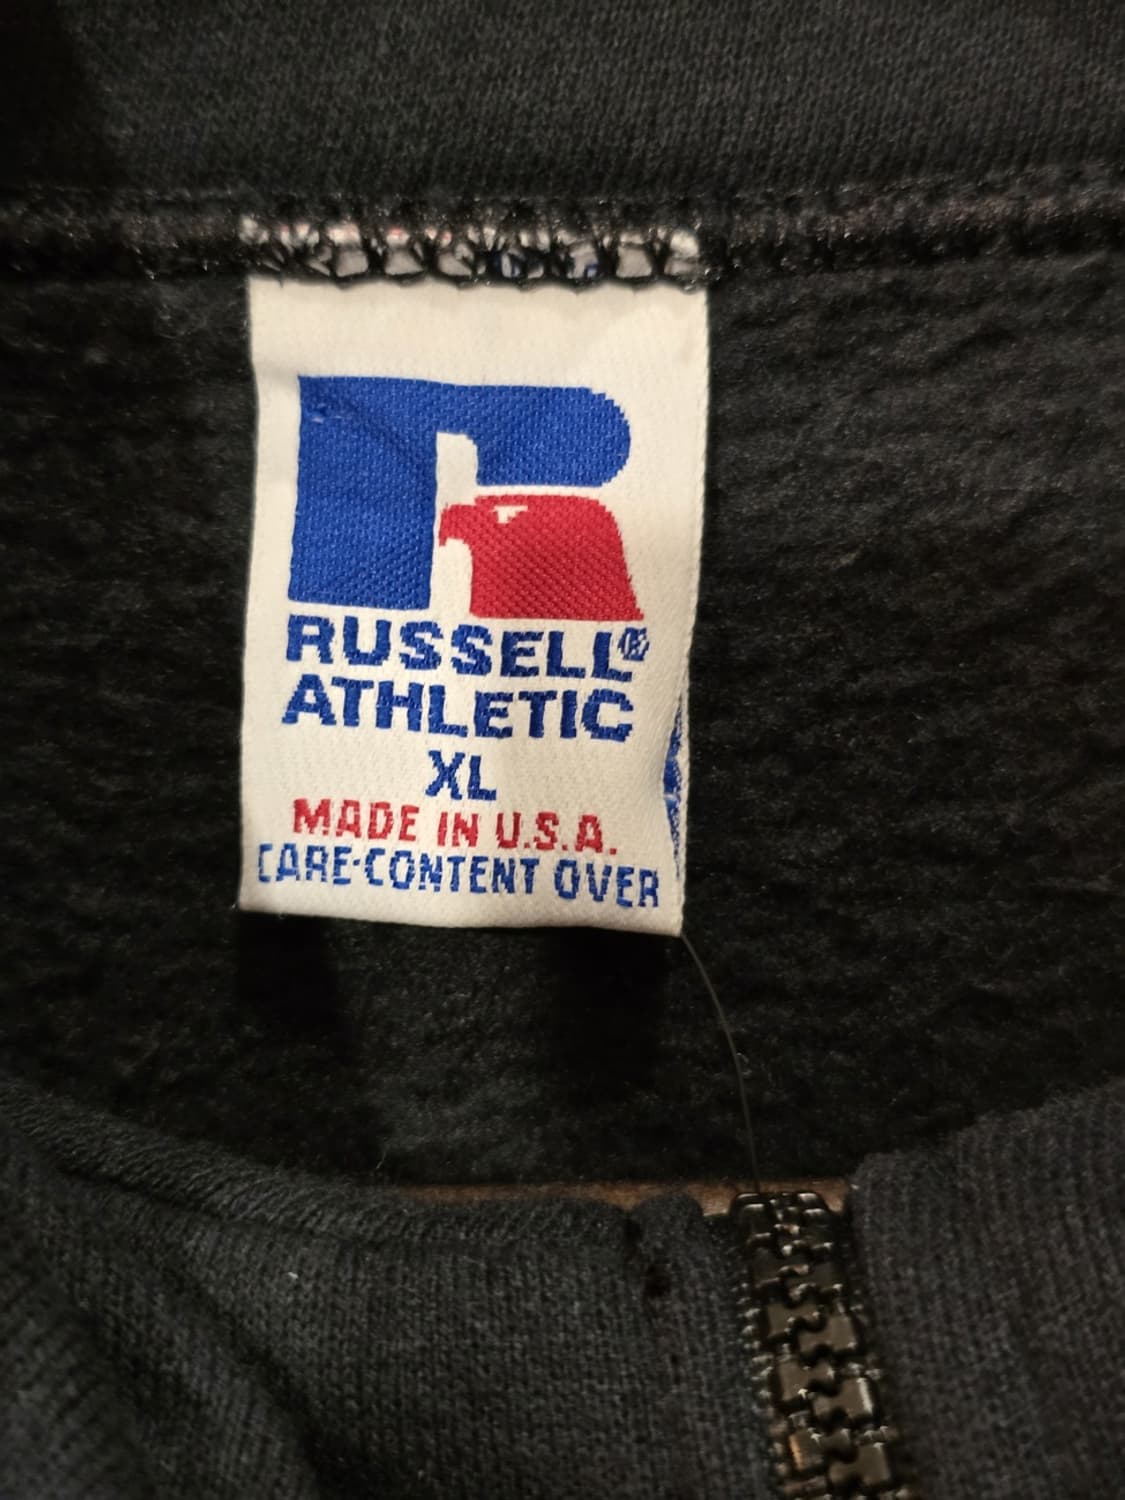 RUSSELL®
ATHLETIC
XL
MADE IN U.S.A.
CARE·CONTENT OVER